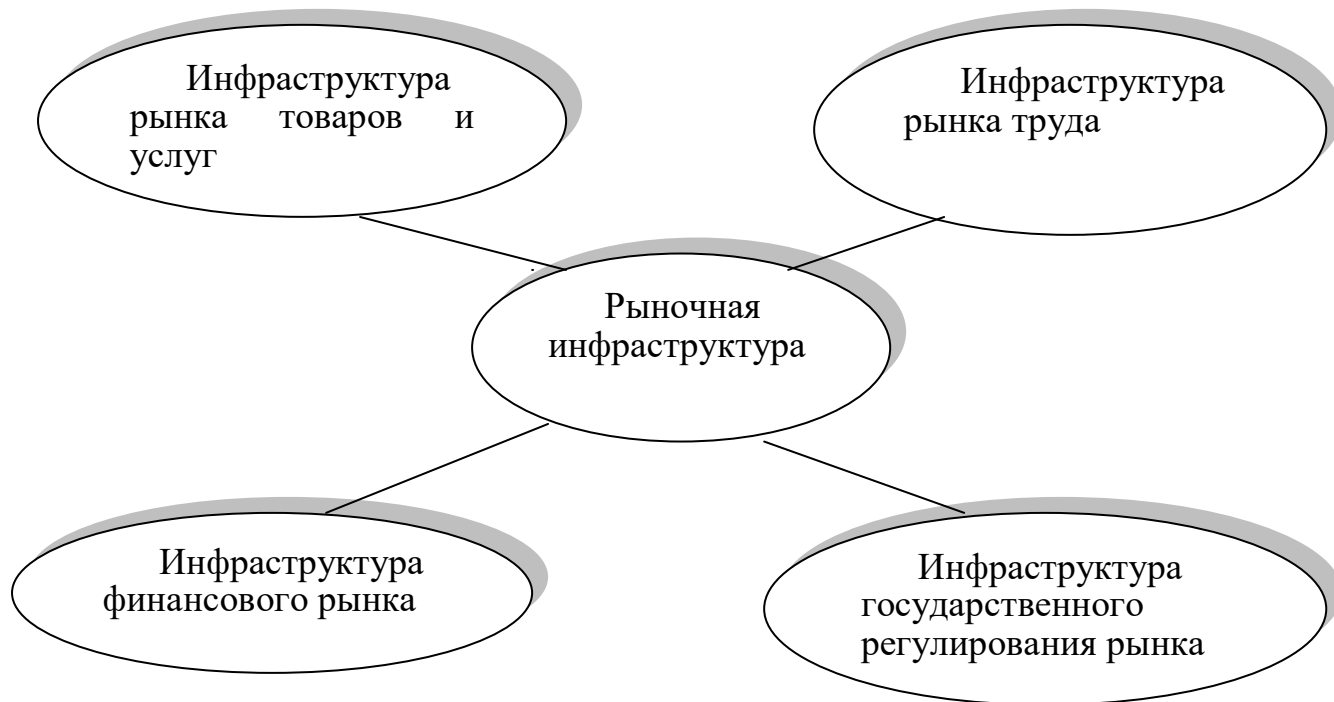 Инфраструктура
рынка товаров и
услуг
Инфраструктура
рынка труда
Рыночная
инфраструктура
Инфраструктура
финансового рынка
Инфраструктура
государственного
регулирования рынка